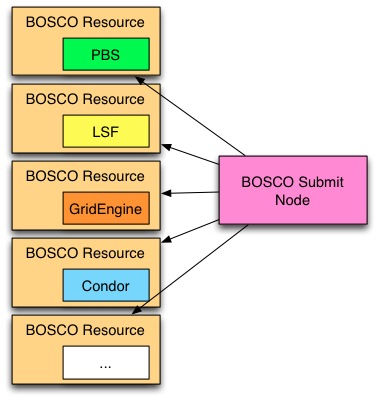 BOSCO Resource
PBS
BOSCO Resource
LSF
BOSCO Resource
GridEngine
BOSCO Resource
Condor
BOSCO Resource
...
BOSCO Submit
Node